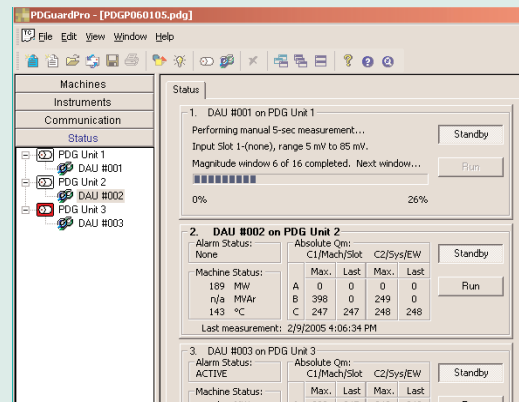 PDGuardPro - [PDGP060105.pdg]
File Edit View Window Help
Machines
Instruments
Communication
Status
PDG Unit 1
DAU #001
PDG Unit 2
DAU #002
PDG Unit 3
DAU #003
Status
1. DAU #001 on PDG Unit 1
Performing manual 5-sec measurement...
Input Slot 1-(none), range 5 mV to 85 mV.
Magnitude window 6 of 16 completed. Next window...
0% 26%
Standby
Run
2. DAU #002 on PDG Unit 2
Alarm Status: Absolute Qm:
None C1/Mach/Slot C2/Sys/EW
Machine Status: Max. Last Max. Last
189 MW A 0 0 0 0
n/a MVAr B 398 0 249 0
143 °C C 247 247 248 248
Last measurement: 2/9/2005 4:06:34 PM
Standby
Run
3. DAU #003 on PDG Unit 3
Alarm Status: Absolute Qm:
ACTIVE C1/Mach/Slot C2/Sys/EW
Machine Status: Max. Last Max. Last
Standby